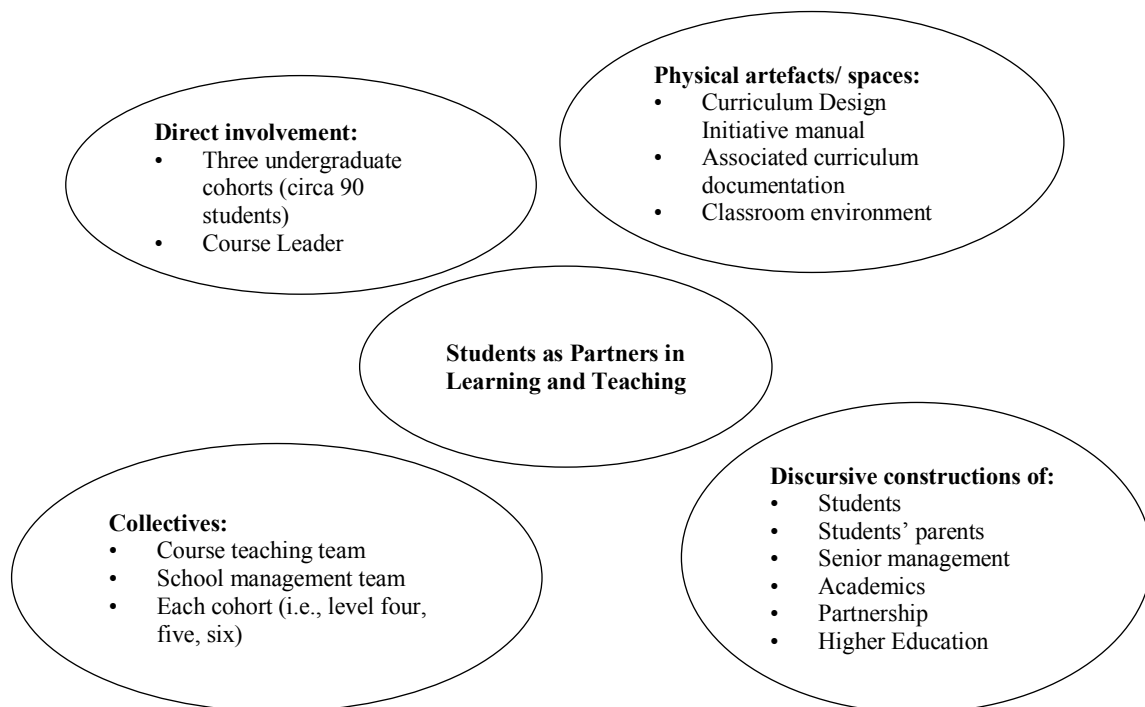 Physical artefacts/ spaces:
• Curriculum Design
Initiative manual
• Associated curriculum
documentation
• Classroom environment
Direct involvement:
• Three undergraduate
cohorts (circa 90
students)
• Course Leader
Students as Partners in
Learning and Teaching
Collectives:
• Course teaching team
• School management team
• Each cohort (i.e., level four,
five, six)
Discursive constructions of:
• Students
• Students’ parents
• Senior management
• Academics
• Partnership
• Higher Education